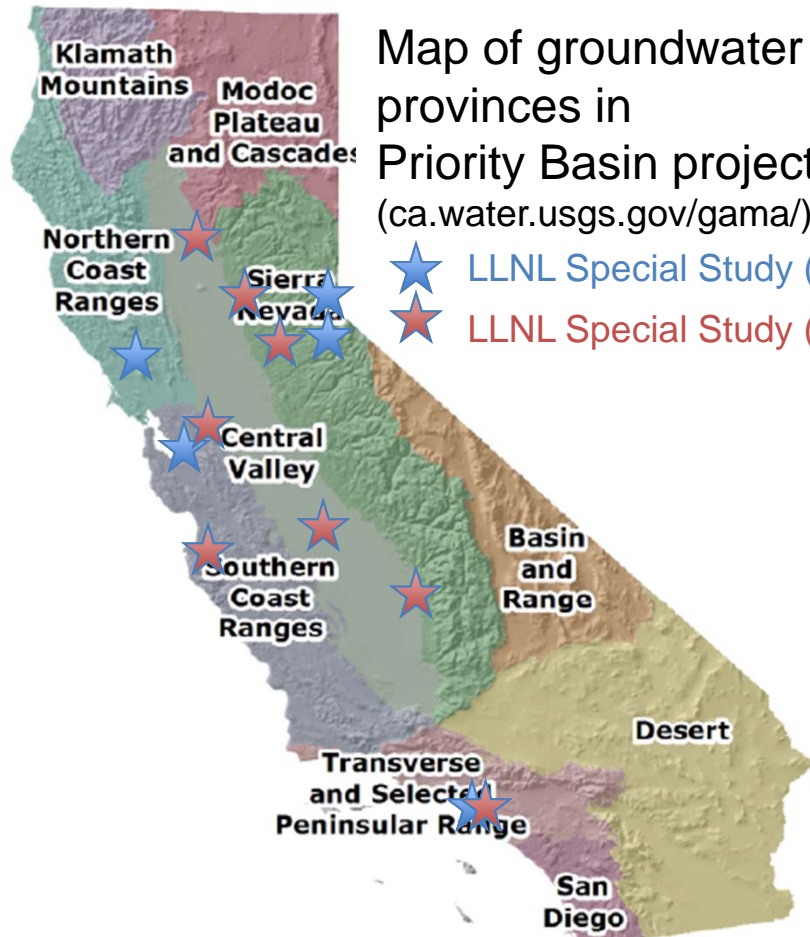 Map of groundwater
provinces in
Priority Basin project
(ca.water.usgs.gov/gama/)
LLNL Special Study (
LLNL Special Study (
Klamath
Mountains
Modoc
Plateau
and Cascades
Northern
Coast
Ranges
Sierra
Nevada
Central
Valley
Basin
and
Range
Southern
Coast
Ranges
Desert
Transverse
and Selected
Peninsular Range
San
Diego